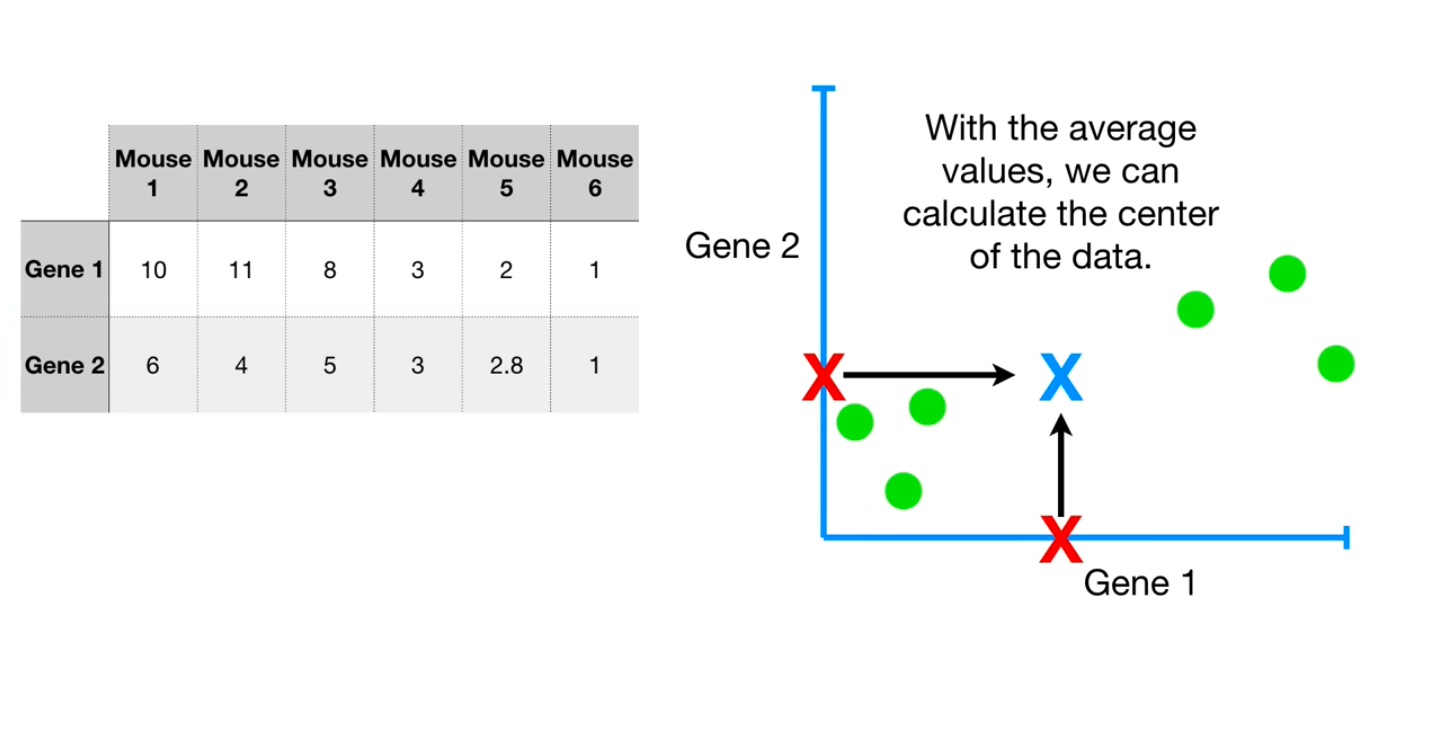 Mouse 1 Mouse 2 Mouse 3 Mouse 4 Mouse 5 Mouse 6
Gene 1 10 11 8 3 2 1
Gene 2 6 4 5 3 2.8 1
With the average
values, we can
calculate the center
of the data.
Gene 2
X X
X
Gene 1